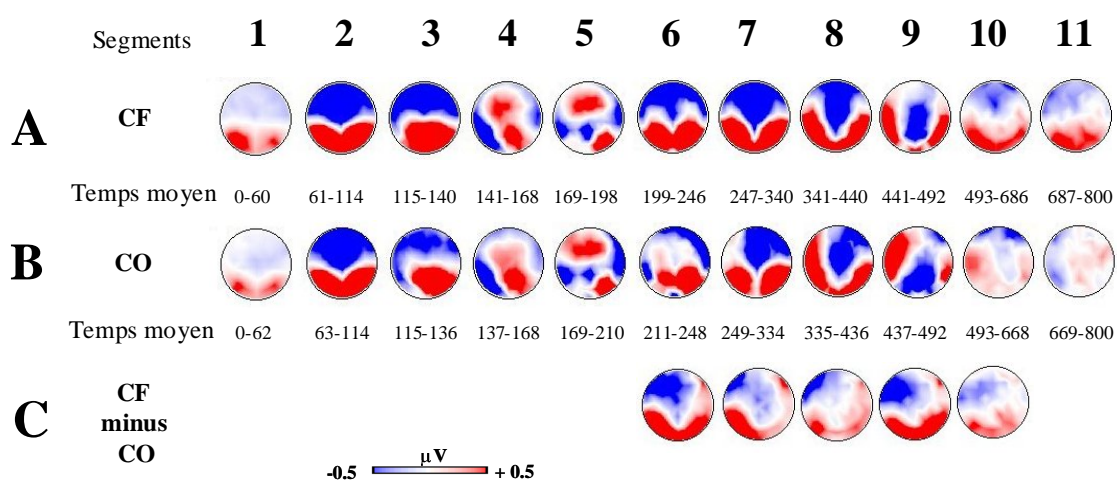 Segments 1 2 3 4 5 6 7 8 9 10 11
A CF
Temps moyen 0-60 61-114 115-140 141-168 169-198 199-246 247-340 341-440 441-492 493-686 687-800
B CO
Temps moyen 0-62 63-114 115-136 137-168 169-210 211-248 249-334 335-436 437-492 493-668 669-800
C CF
minus
CO
µV
-0.5 + 0.5